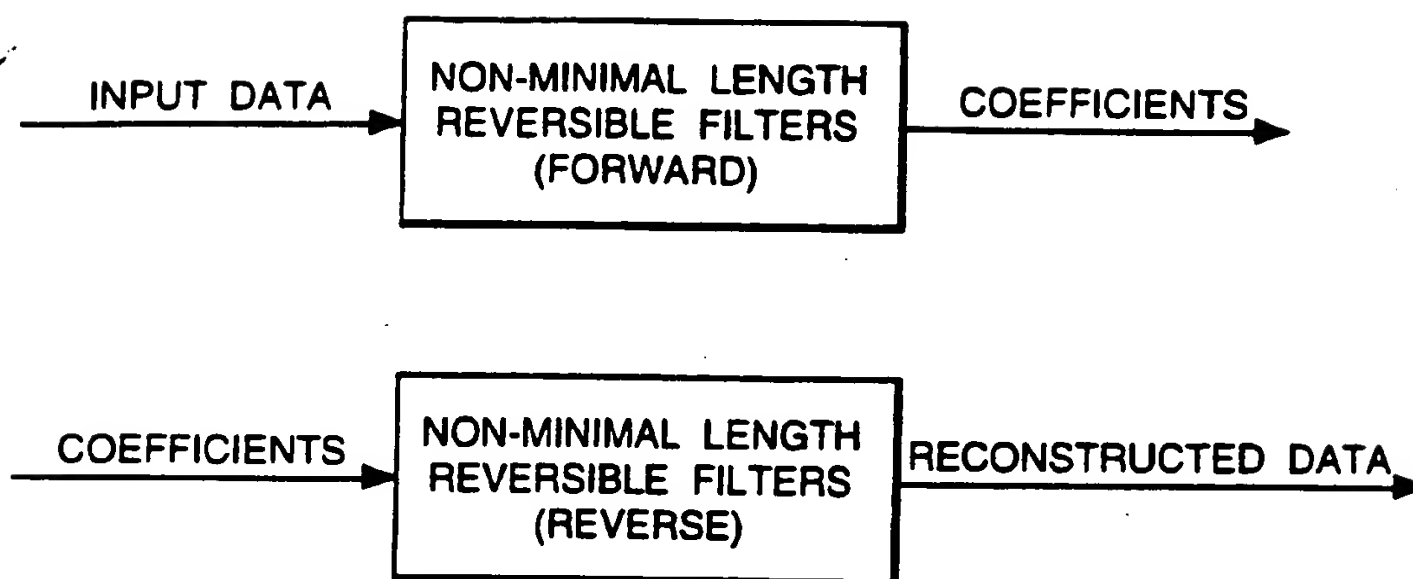 INPUT DATA
NON-MINIMAL LENGTH
REVERSIBLE FILTERS
(FORWARD)
COEFFICIENTS
COEFFICIENTS
NON-MINIMAL LENGTH
REVERSIBLE FILTERS
(REVERSE)
RECONSTRUCTED DATA